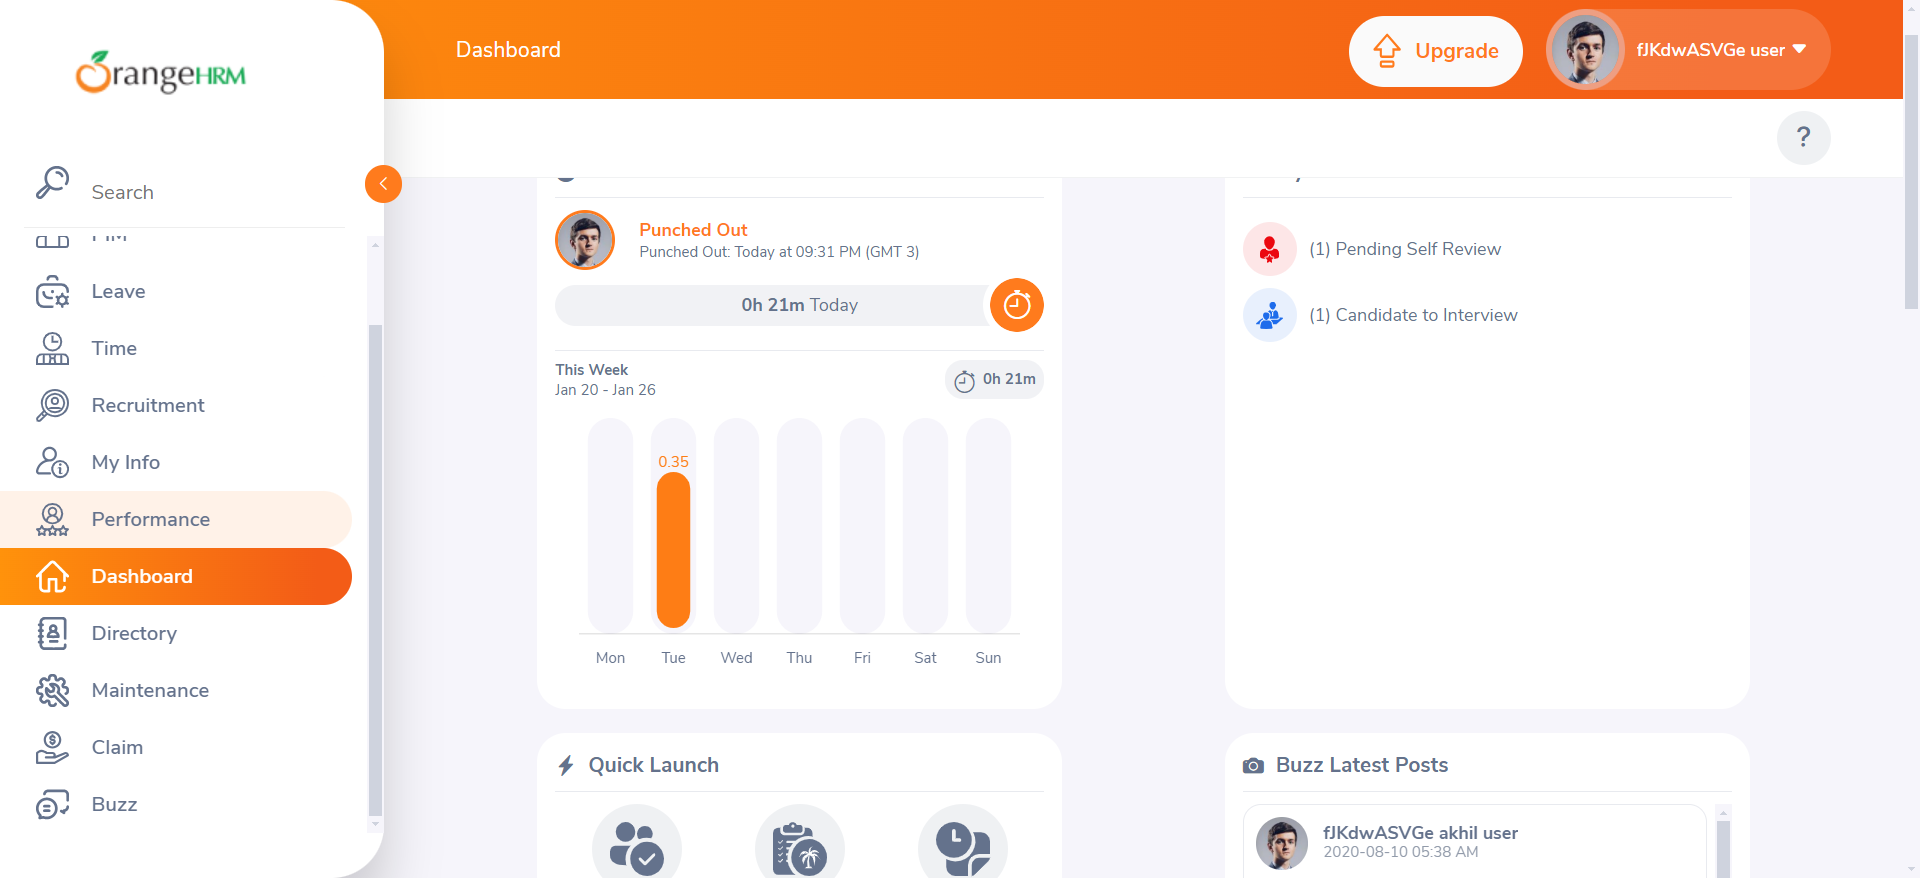 OrangeHRM
Search
Leave
Time
Recruitment
My Info
Performance
Dashboard
Directory
Maintenance
Claim
Buzz
Dashboard
Upgrade
fJKdwASVGe user
?
Punched Out
Punched Out: Today at 09:31 PM (GMT 3)
0h 21m Today
This Week
Jan 20 - Jan 26
0h 21m
0.35
Mon Tue Wed Thu Fri Sat Sun
(1) Pending Self Review
(1) Candidate to Interview
Quick Launch
Buzz Latest Posts
fJKdwASVGe akhil user
2020-08-10 05:38 AM